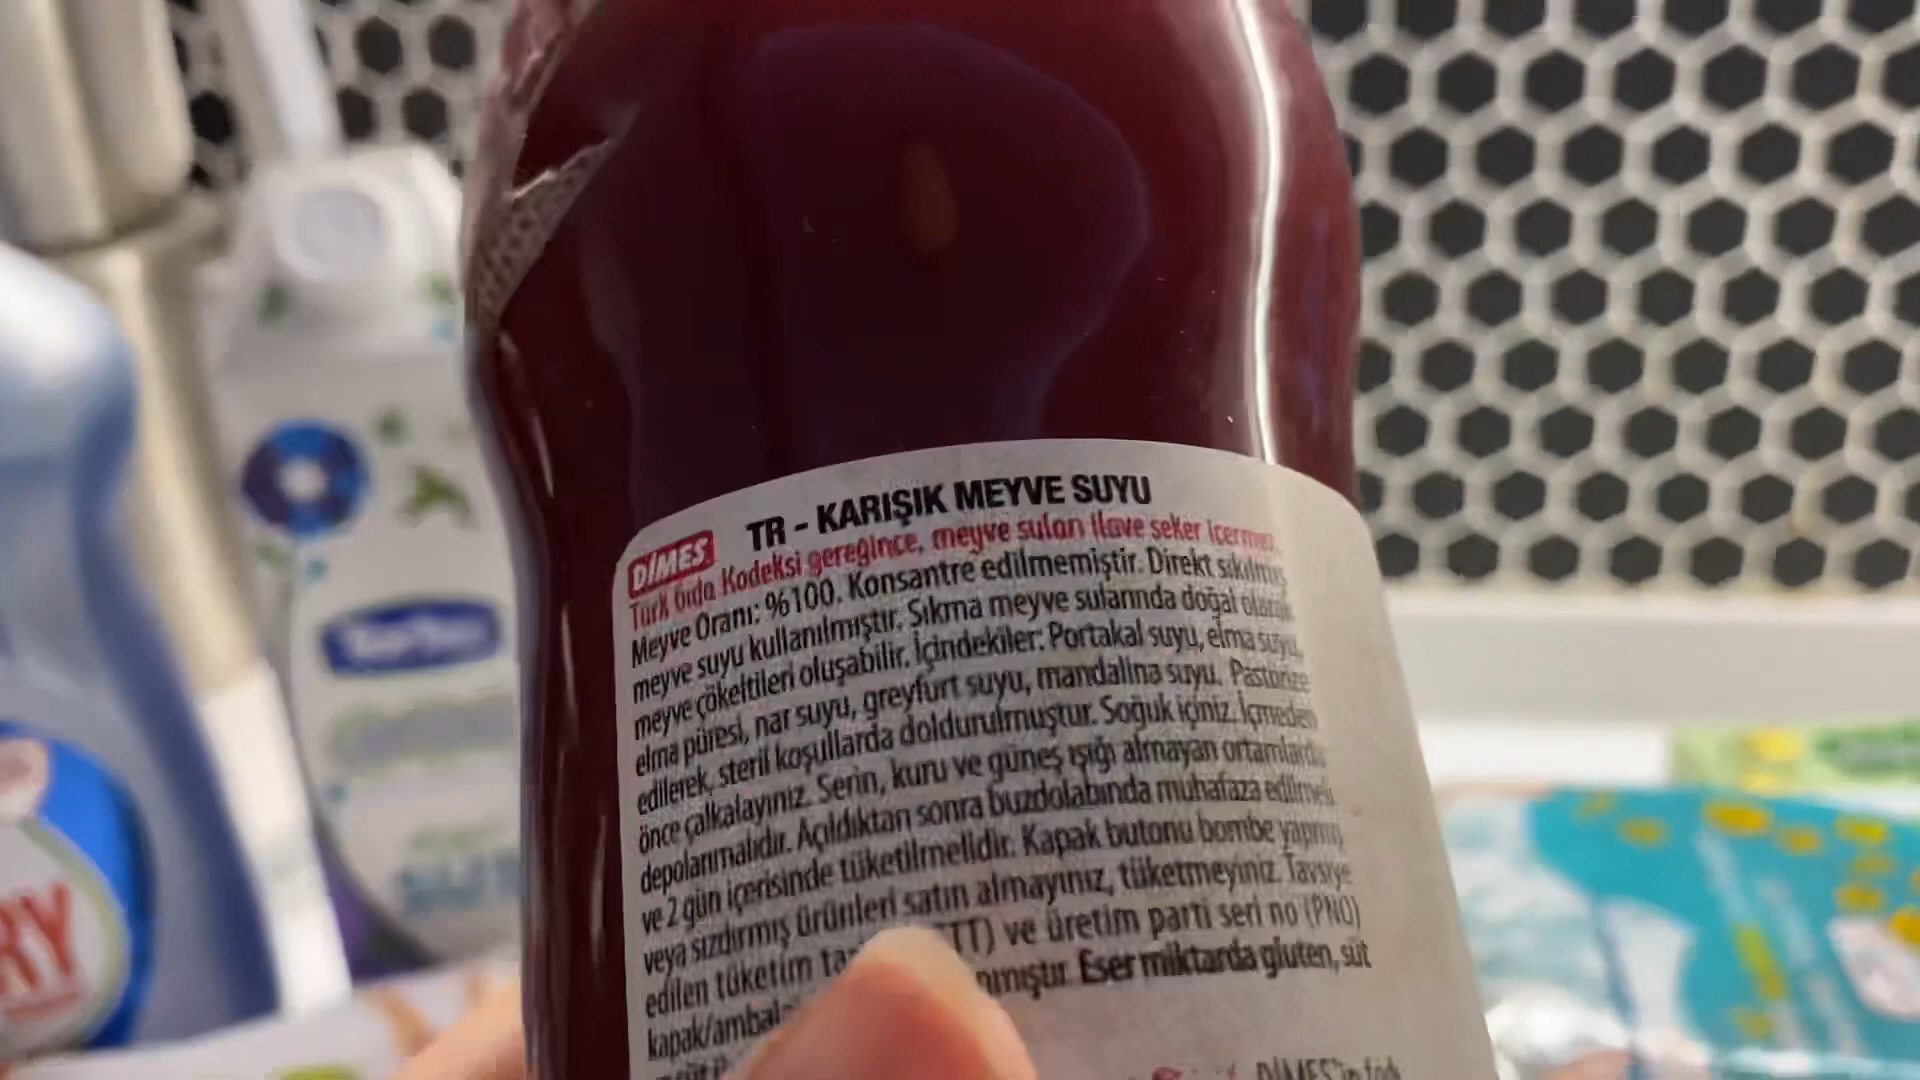 TR - KARIŞIK MEYVE SUYU
DİMES
Türk Gıda Kodeksi gereğince, meyve suları ilave şeker içermez.
Meyve Oranı: %100. Konsantre edilmemiştir. Direkt sıkılmış
meyve suyu kullanılmıştır. Sıkma meyve sularında doğal olarak
meyve çökeltileri oluşabilir. İçindekiler: Portakal suyu, elma suyu,
elma püresi, nar suyu, greyfurt suyu, mandalina suyu. Pastörize
edilerek, steril koşullarda doldurulmuştur. Soğuk içiniz. İçmeden
önce çalkalayınız. Serin, kuru ve güneş ışığı almayan ortamlarda
depolanmalıdır. Açıldıktan sonra buzdolabında muhafaza edilmeli
ve 2 gün içerisinde tüketilmelidir. Kapak butonu bombe yapmış
veya sızdırmış ürünleri satın almayınız, tüketmeyiniz. Tavsiye
edilen tüketim TT) ve üretim parti seri no (PNO)
Eser miktarda gluten, süt
DİMES'in
RY